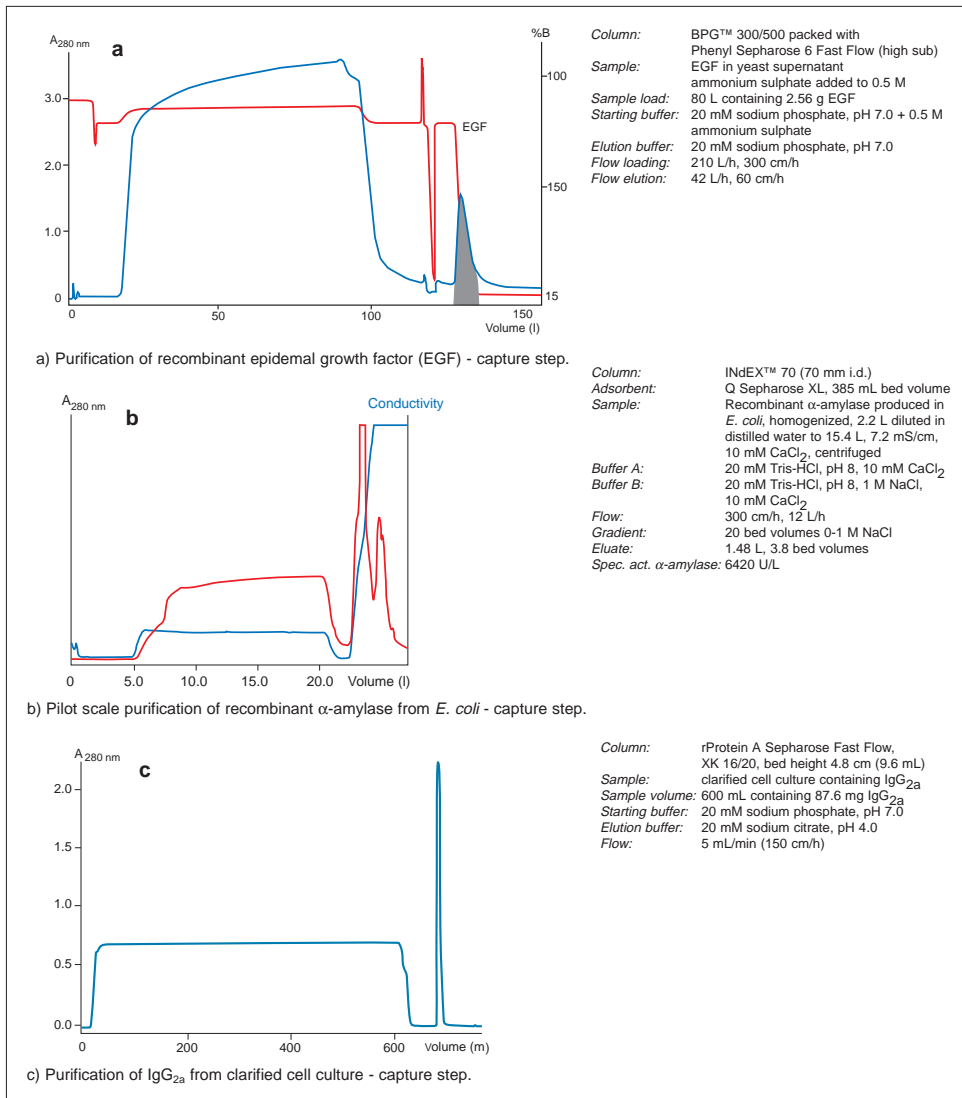 a
A280 nm
%B
3.0
2.0
1.0
0
100
150
15
EGF
0
50
100
150
Volume (l)
Column: BPG™ 300/500 packed with
Phenyl Sepharose 6 Fast Flow (high sub)
Sample: EGF in yeast supernatant
ammonium sulphate added to 0.5 M
Sample load: 80 L containing 2.56 g EGF
Starting buffer: 20 mM sodium phosphate, pH 7.0 + 0.5 M
ammonium sulphate
Elution buffer: 20 mM sodium phosphate, pH 7.0
Flow loading: 210 L/h, 300 cm/h
Flow elution: 42 L/h, 60 cm/h
a) Purification of recombinant epidemal growth factor (EGF) - capture step.
A280 nm
b
Conductivity
0
5.0
10.0
15.0
20.0
Volume (l)
Column: INdEX™ 70 (70 mm i.d.)
Adsorbent: Q Sepharose XL, 385 mL bed volume
Sample: Recombinant α-amylase produced in
E. coli, homogenized, 2.2 L diluted in
distilled water to 15.4 L, 7.2 mS/cm,
10 mM CaCl2, centrifuged
Buffer A: 20 mM Tris-HCl, pH 8, 10 mM CaCl2
Buffer B: 20 mM Tris-HCl, pH 8, 1 M NaCl,
10 mM CaCl2
Flow: 300 cm/h, 12 L/h
Gradient: 20 bed volumes 0-1 M NaCl
Eluate: 1.48 L, 3.8 bed volumes
Spec. act. α-amylase: 6420 U/L
b) Pilot scale purification of recombinant α-amylase from E. coli - capture step.
A280 nm
c
2.0
1.5
1.0
0.5
0.0
0
200
400
600
Volume (m)
Column: rProtein A Sepharose Fast Flow,
XK 16/20, bed height 4.8 cm (9.6 mL)
Sample: clarified cell culture containing IgG2a
Sample volume: 600 mL containing 87.6 mg IgG2a
Starting buffer: 20 mM sodium phosphate, pH 7.0
Elution buffer: 20 mM sodium citrate, pH 4.0
Flow: 5 mL/min (150 cm/h)
c) Purification of IgG2a from clarified cell culture - capture step.